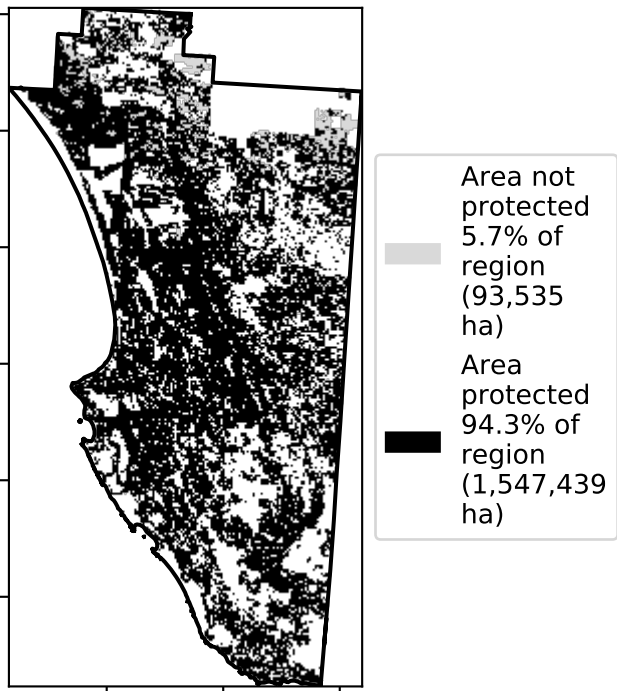 Area not
protected
5.7% of
region
(93,535
ha)
Area
protected
94.3% of
region
(1,547,439
ha)